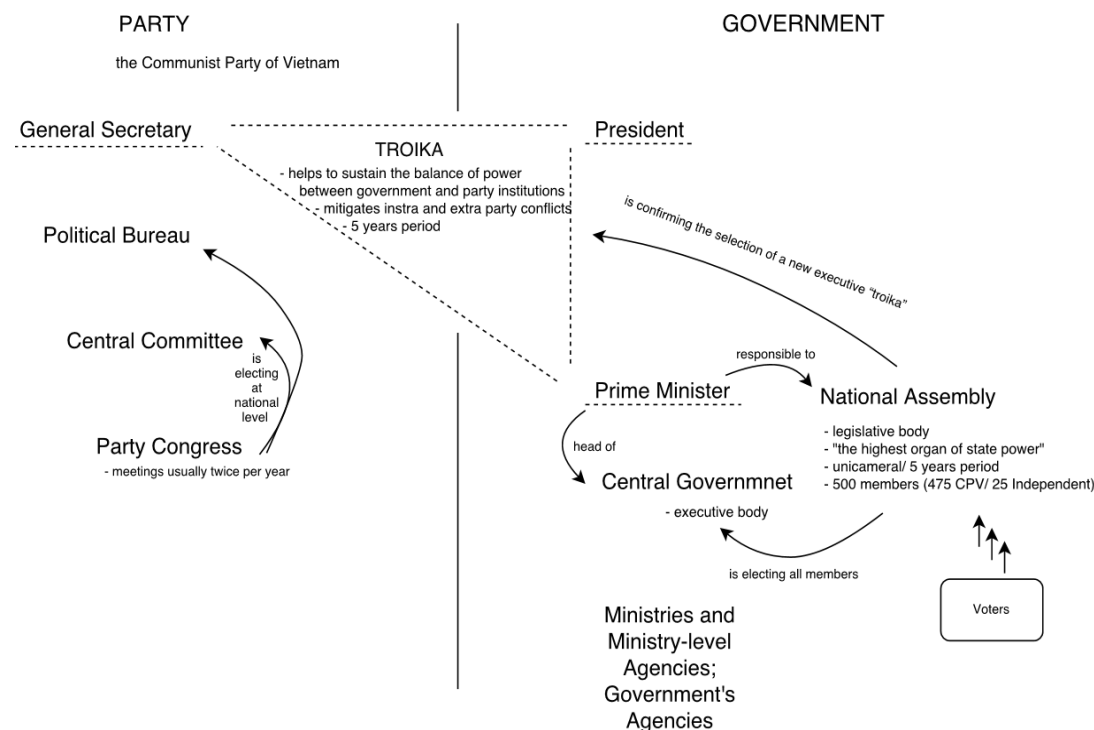 PARTY
GOVERNMENT
the Communist Party of Vietnam
General Secretary
President
TROIKA
- helps to sustain the balance of power
between government and party institutions
- mitigates instra and extra party conflicts
- 5 years period
is confirming the selection of a new executive “troika”
Political Bureau
Central Committee
is
electing
at
national
level
Party Congress
- meetings usually twice per year
responsible to
Prime Minister
National Assembly
- legislative body
- "the highest organ of state power"
- unicameral/ 5 years period
- 500 members (475 CPV/ 25 Independent)
head of
Central Governmnet
- executive body
is electing all members
Voters
Ministries and
Ministry-level
Agencies;
Government's
Agencies